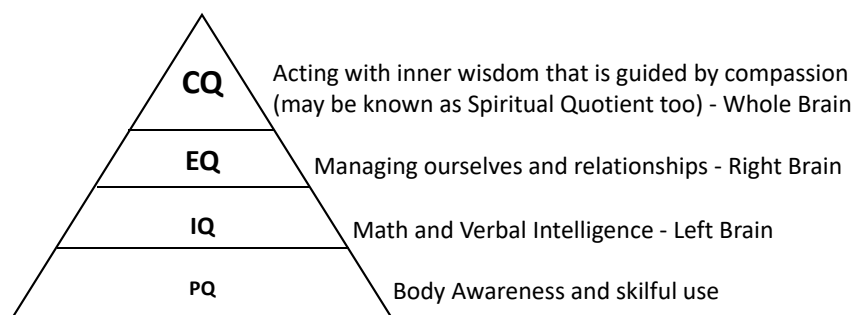 CQ
Acting with inner wisdom that is guided by compassion
(may be known as Spiritual Quotient too) - Whole Brain
EQ
Managing ourselves and relationships - Right Brain
IQ
Math and Verbal Intelligence - Left Brain
PQ
Body Awareness and skilful use